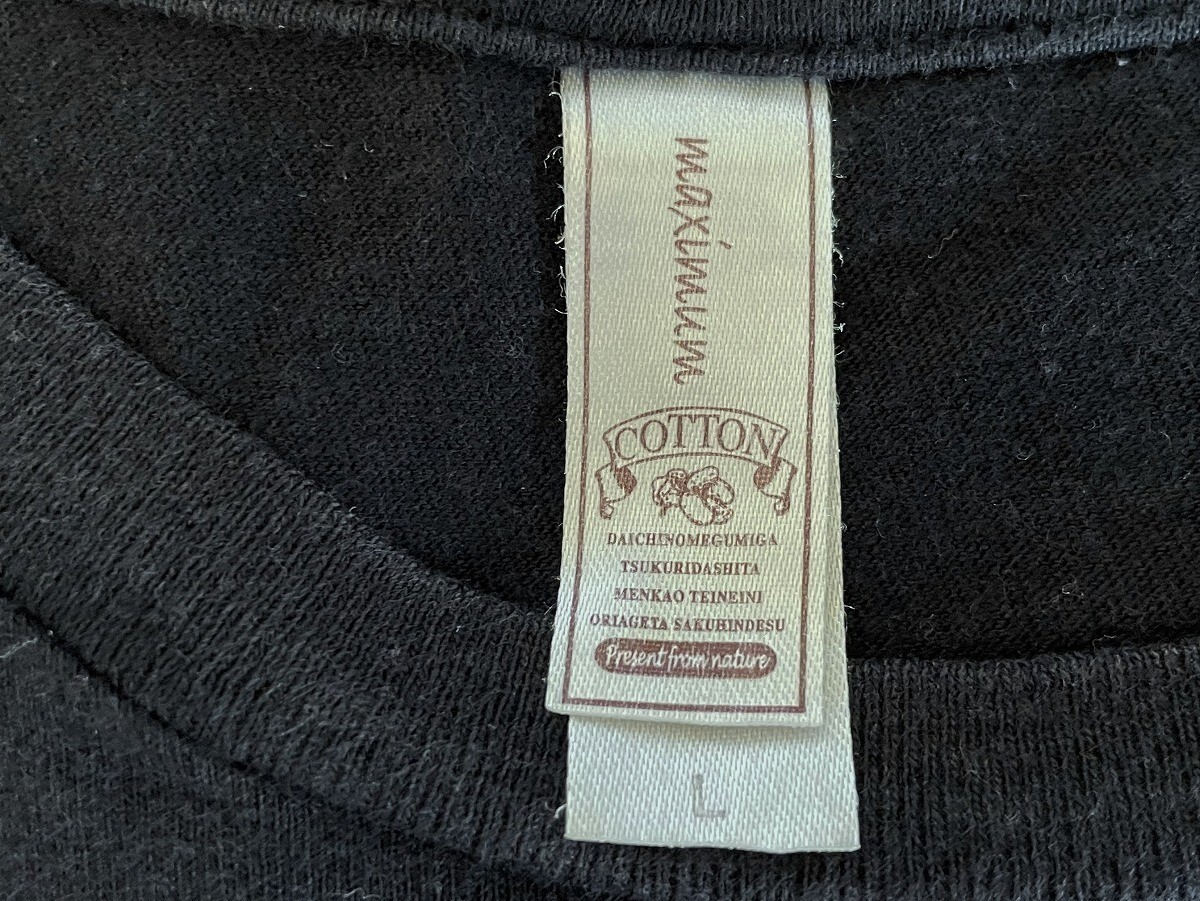 maximum
COTTON
DAICHINOMEGUMIGA
TSUKURIDASHITA
MENKAO TEINEINI
ORIAGETA SAKUHINDESU
Present from nature
L